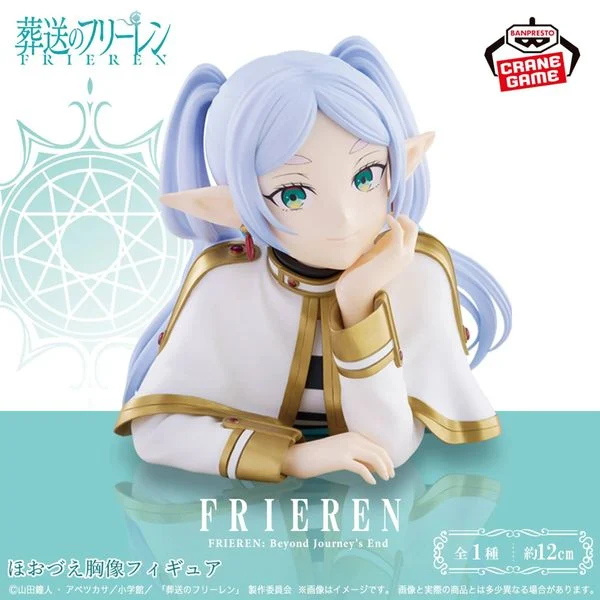 葬送のフリーレン
FRIEREN
BANPRESTO
CRANE
GAME
FRIEREN
FRIEREN: Beyond Journey's End
全1種 約12cm
ほおづえ胸像フィギュア
©山田鐘人・アベツカサ/小学館/「葬送のフリーレン」製作委員会 ※画像はイメージです。 画像と実際の商品とは多少異なる場合があります。